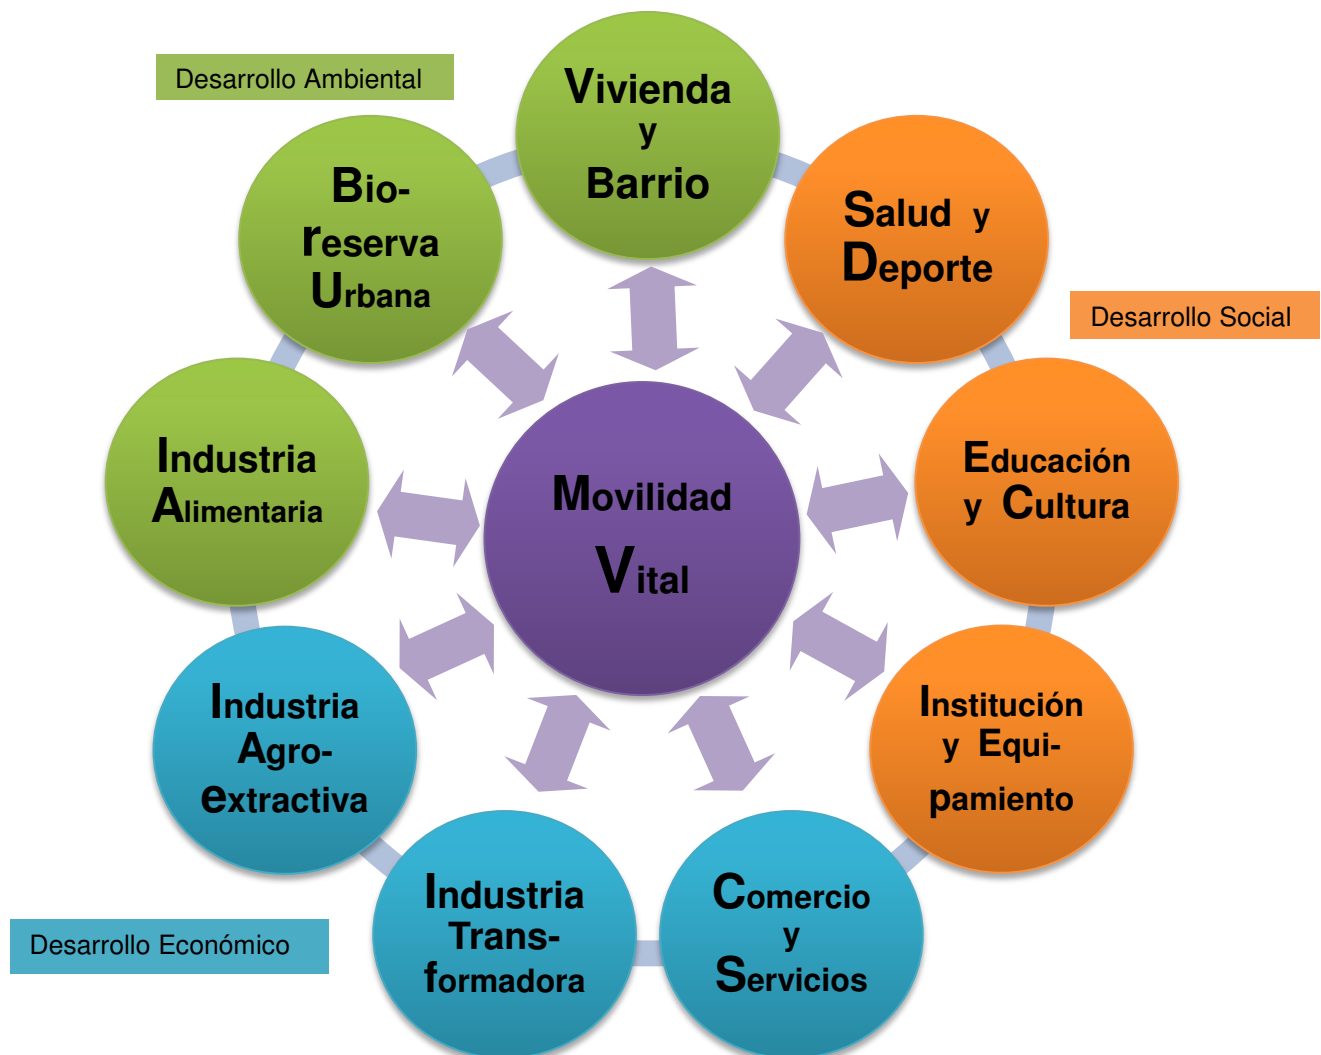 Desarrollo Ambiental
Vivienda
y
Barrio
Bio-
reserva
Urbana
Salud y
Deporte
Desarrollo Social
Industria
Alimentaria
Movilidad
Vital
Educación
y Cultura
Industria
Agro-
extractiva
Institución
y Equi-
pamiento
Industria
Trans-
formadora
Comercio
y
Servicios
Desarrollo Económico